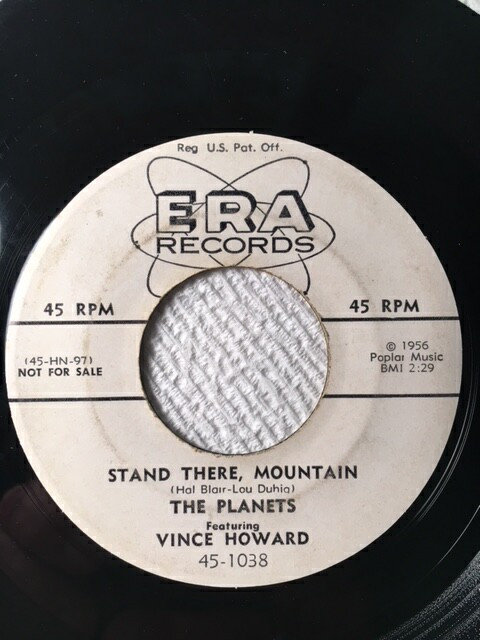 Reg U.S. Pat. Off.
ERA
RECORDS
45 RPM
45 RPM
(45-HN-97)
NOT FOR SALE
© 1956
Poplar Music
BMI 2:29
STAND THERE, MOUNTAIN
(Hal Blair-Lou Duhig)
THE PLANETS
Featuring
VINCE HOWARD
45-1038